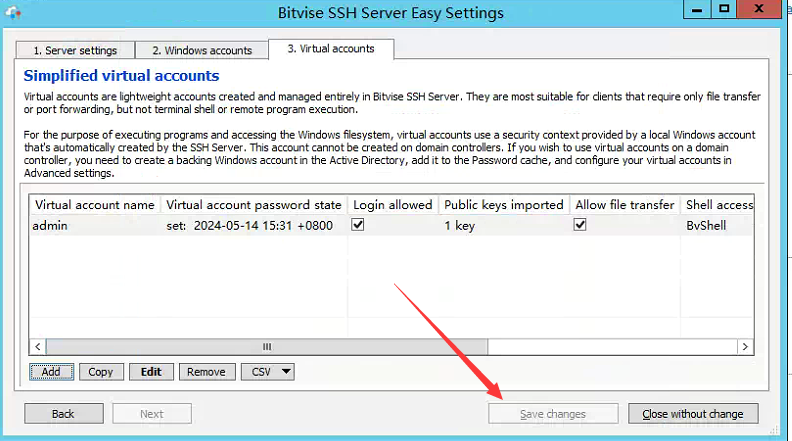 Bitvise SSH Server Easy Settings
1. Server settings
2. Windows accounts
3. Virtual accounts
Simplified virtual accounts
Virtual accounts are lightweight accounts created and managed entirely in Bitvise SSH Server. They are most suitable for clients that require only file transfer
or port forwarding, but not terminal shell or remote program execution.
For the purpose of executing programs and accessing the Windows filesystem, virtual accounts use a security context provided by a local Windows account
that's automatically created by the SSH Server. This account cannot be created on domain controllers. If you wish to use virtual accounts on a domain
controller, you need to create a backing Windows account in the Active Directory, add it to the Password cache, and configure your virtual accounts in
Advanced settings.
Virtual account name Virtual account password state Login allowed Public keys imported Allow file transfer Shell access
admin set: 2024-05-14 15:31 +0800 1 key BvShell
Add Copy Edit Remove CSV
Back Next Save changes Close without change